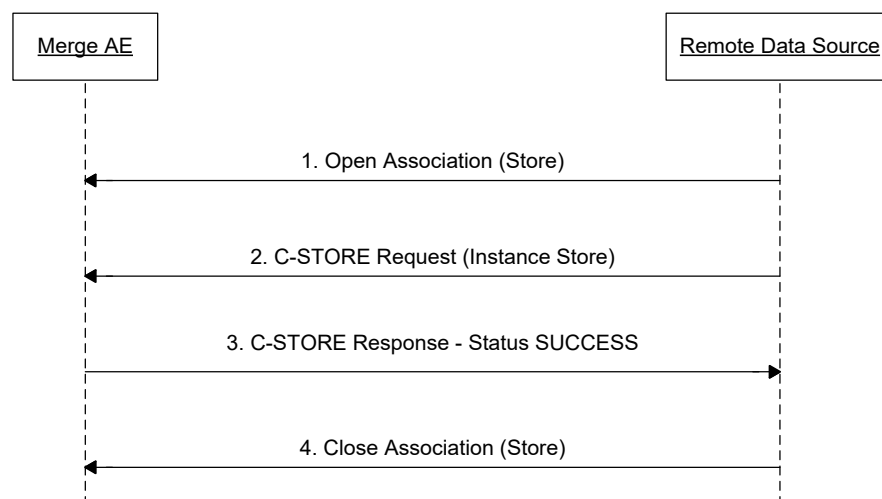 Merge AE
Remote Data Source
1. Open Association (Store)
2. C-STORE Request (Instance Store)
3. C-STORE Response - Status SUCCESS
4. Close Association (Store)